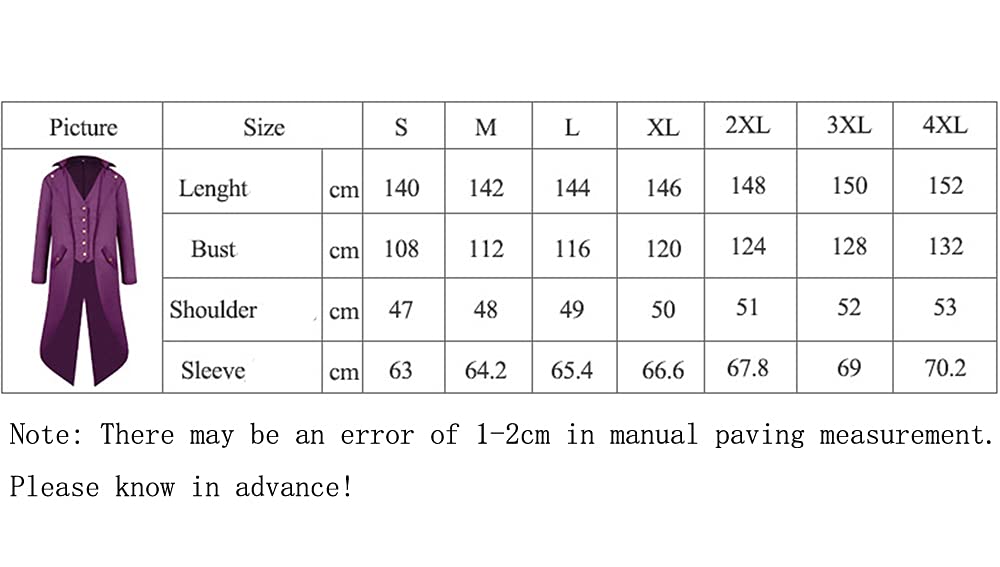 Picture Size S M L XL 2XL 3XL 4XL
Lenght cm 140 142 144 146 148 150 152
Bust cm 108 112 116 120 124 128 132
Shoulder cm 47 48 49 50 51 52 53
Sleeve cm 63 64.2 65.4 66.6 67.8 69 70.2
Note: There may be an error of 1-2cm in manual paving measurement.
Please know in advance!